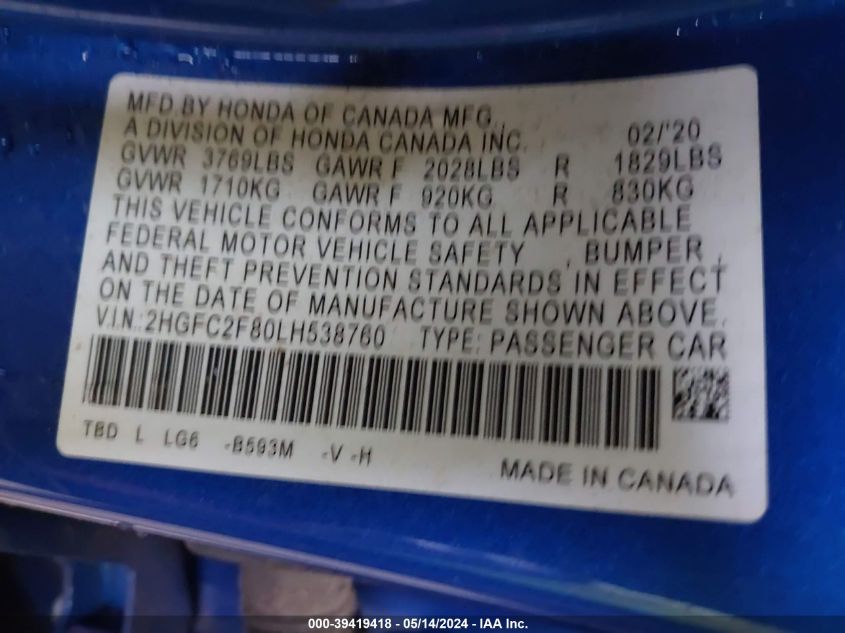 MFD.BY HONDA OF CANADA MFG.,
A DIVISION OF HONDA CANADA INC. 02/'20
GVWR 3769LBS GAWR F 2028LBS R 1829LBS
GVWR 1710KG GAWR F 920KG R 830KG
THIS VEHICLE CONFORMS TO ALL APPLICABLE
FEDERAL MOTOR VEHICLE SAFETY , BUMPER ,
AND THEFT PREVENTION STANDARDS IN EFFECT
ON THE DATE OF MANUFACTURE SHOWN ABOVE.
V.I.N.:2HGFC2F80LH538760 TYPE: PASSENGER CAR
TBD L LG6 -B593M -V -H
MADE IN CANADA
000-39419418 - 05/14/2024 - IAA Inc.